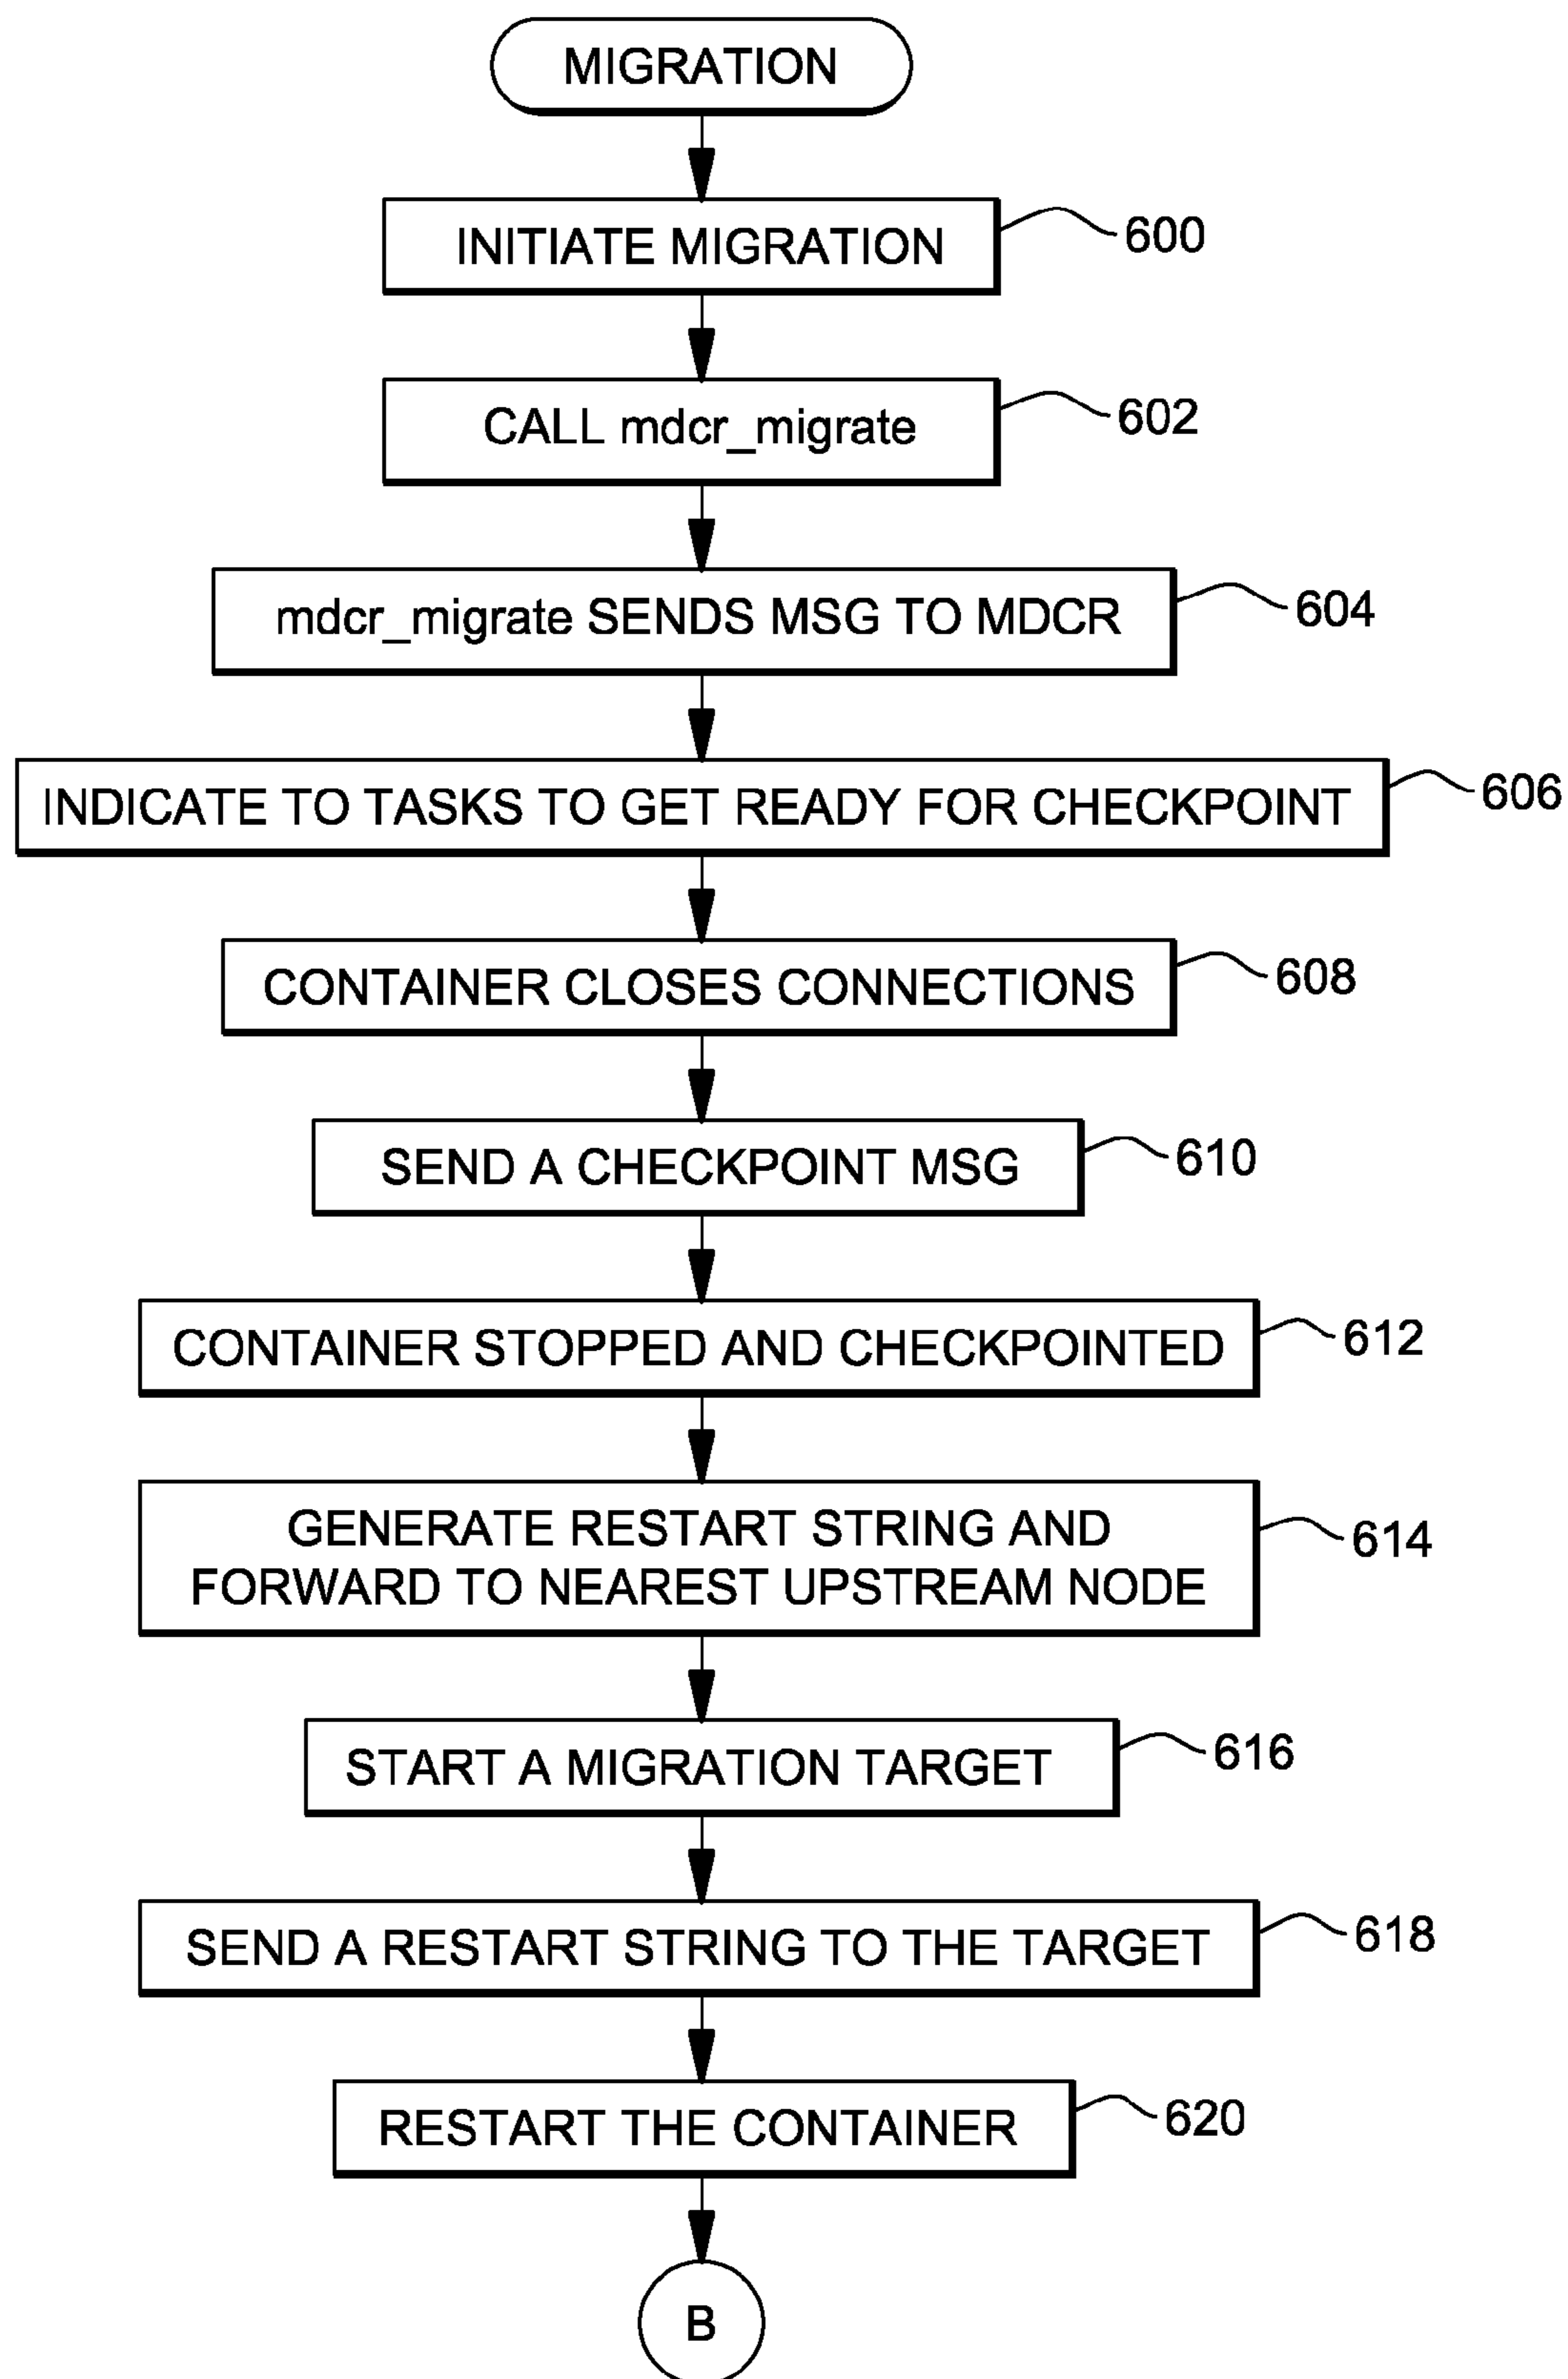 MIGRATION
INITIATE MIGRATION
600
CALL mdcr_migrate
602
mdcr_migrate SENDS MSG TO MDCR
604
INDICATE TO TASKS TO GET READY FOR CHECKPOINT
606
CONTAINER CLOSES CONNECTIONS
608
SEND A CHECKPOINT MSG
610
CONTAINER STOPPED AND CHECKPOINTED
612
GENERATE RESTART STRING AND
FORWARD TO NEAREST UPSTREAM NODE
614
START A MIGRATION TARGET
616
SEND A RESTART STRING TO THE TARGET
618
RESTART THE CONTAINER
620
B